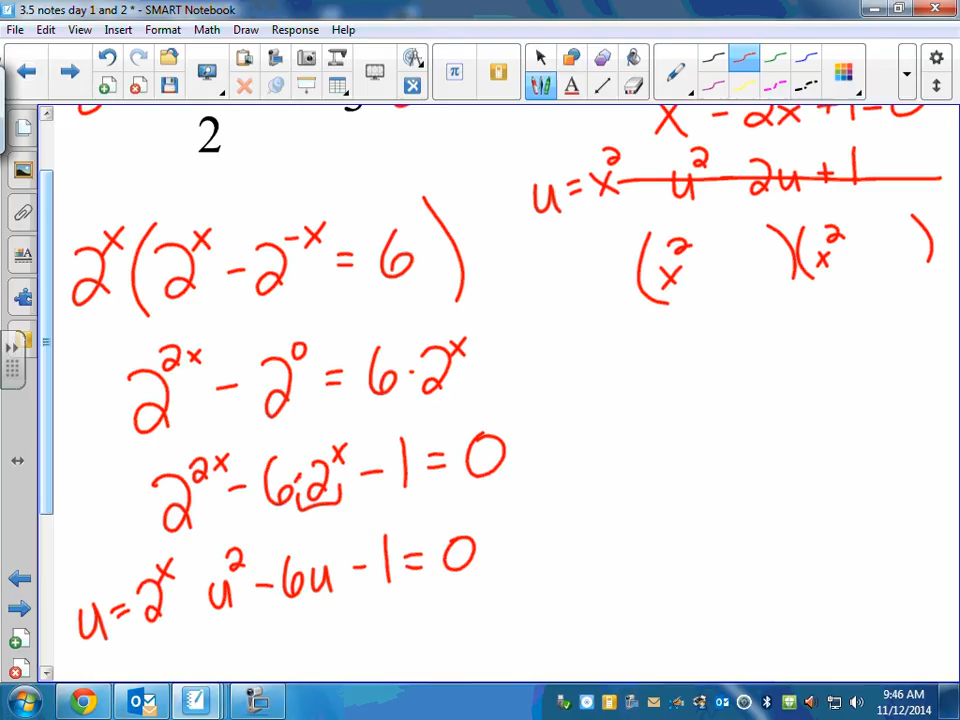 3.5 notes day 1 and 2 * - SMART Notebook
File Edit View Insert Format Math Draw Response Help
2
2^x(2^x - 2^{-x} = 6)
2^{2x} - 2^0 = 6 · 2^x
2^{2x} - 6·2^x - 1 = 0
u = 2^x u^2 - 6u - 1 = 0
u = x^2 u^2 - 2u + 1
(x^2 )(x^2 )
9:46 AM
11/12/2014